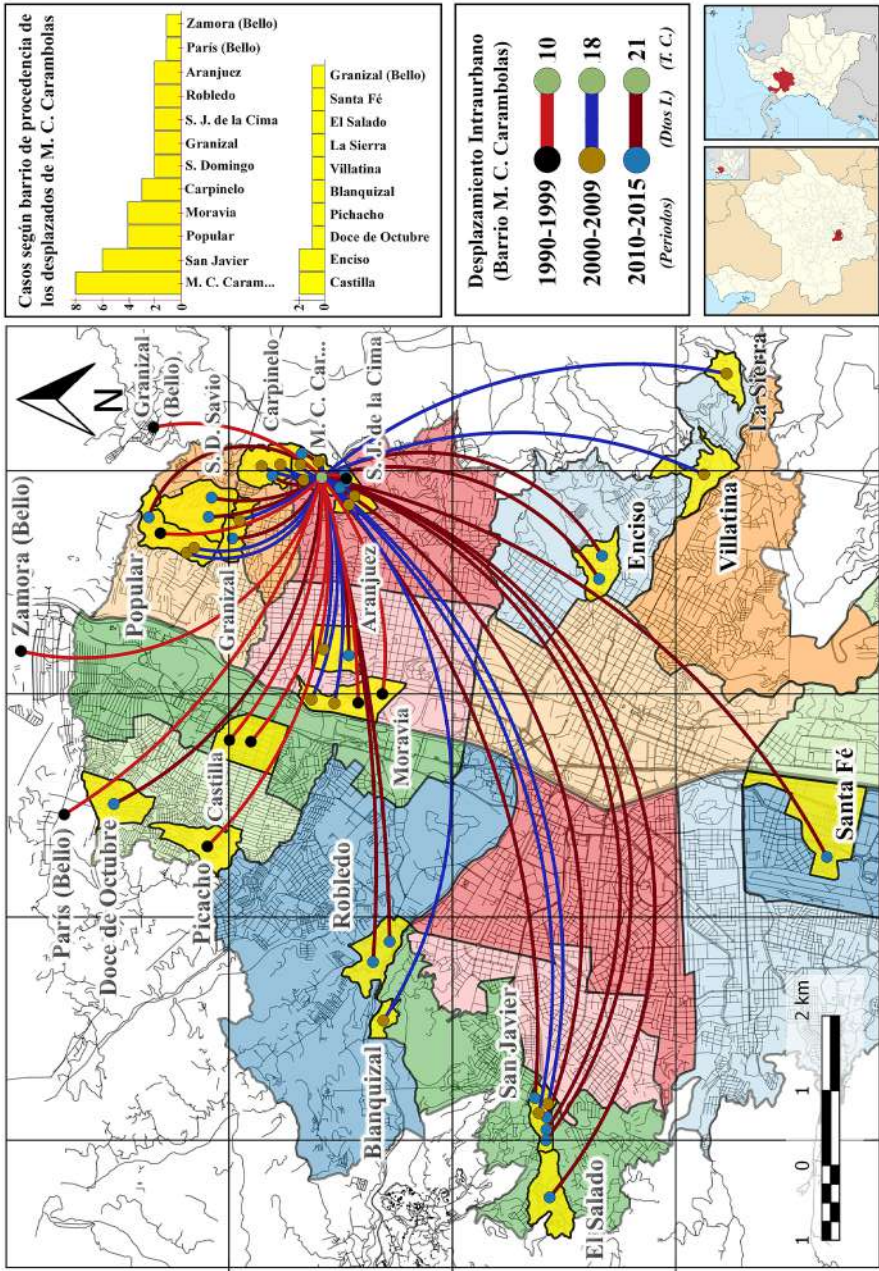 Casos según barrio de procedencia de
los desplazados de M. C. Carambolas
8
6
4
2
0
M. C. Caram...
San Javier
Popular
Moravia
Carpinelo
S. Domingo
Granizal
S. J. de la Cima
Robledo
Aranjuez
París (Bello)
Zamora (Bello)
2
0
Castilla
Enciso
Doce de Octubre
Pichacho
Blanquizal
Villatina
La Sierra
El Salado
Santa Fé
Granizal (Bello)
Desplazamiento Intraurbano
(Barrio M. C. Carambolas)
1990-1999 10
2000-2009 18
2010-2015 21
(Periodos) (Dtos I.) (T. C.)
N
Zamora (Bello)
Granizal
(Bello)
París (Bello)
Doce de Octubre
Popular
S. D. Savio
Picacho
Castilla
Granizal
Carpinelo
M. C. Car...
S. J. de la Cima
Aranjuez
Moravia
Robledo
Blanquizal
San Javier
El Salado
Enciso
Villatina
La Sierra
Santa Fé
1 0 1 2 km